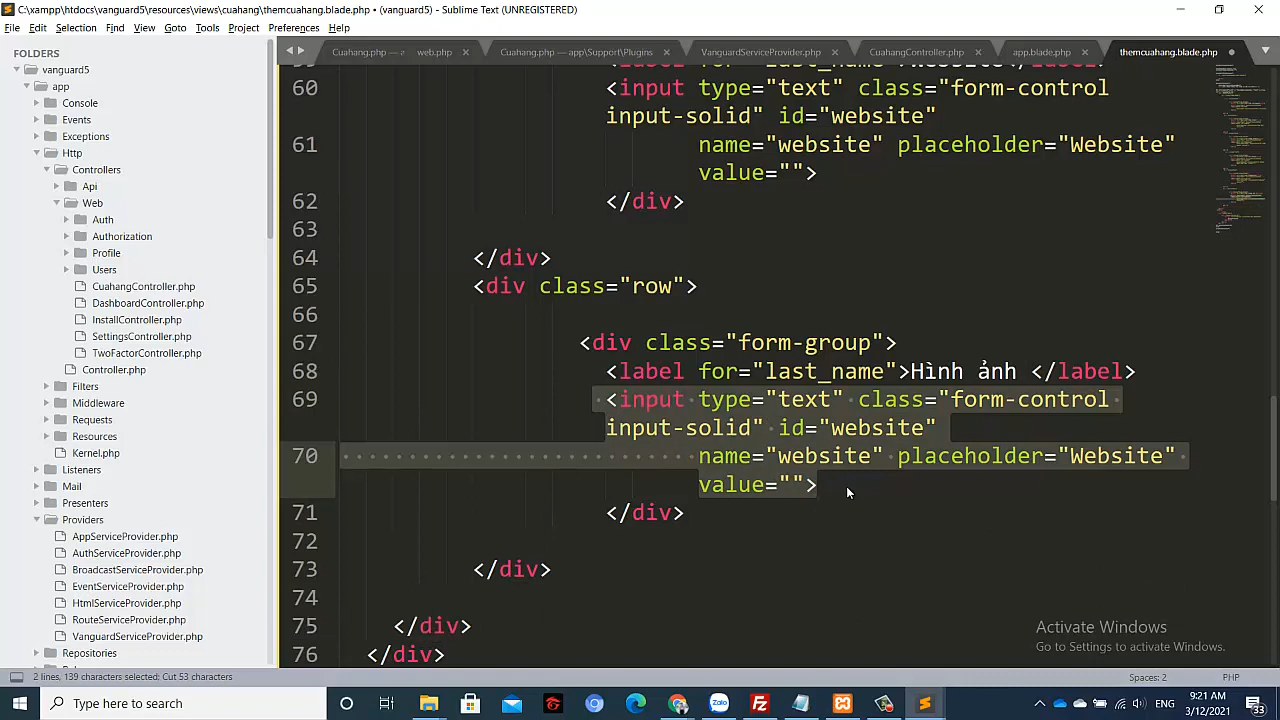 C:\xampp\htdocs\vanguard5\resources\views\cuahang\themcuahang.blade.php • (vanguard5) - Sublime Text (UNREGISTERED)
File Edit Selection Find View Goto Tools Project Preferences Help
FOLDERS
vanguard5
app
Console
Events
Exceptions
Http
Controllers
Api
Web
Auth
Authorization
Profile
Users
CuahangController.php
DashboardController.php
InstallController.php
SettingsController.php
TwoFactorController.php
Controller.php
Filters
Middleware
Requests
Resources
Kernel.php
Listeners
Mail
Presenters
Providers
AppServiceProvider.php
AuthServiceProvider.php
BroadcastServiceProvider.php
EventServiceProvider.php
HtmlServiceProvider.php
RouteServiceProvider.php
VanguardServiceProvider.php
Repositories
Cuahang.php — a web.php Cuahang.php — app\Support\Plugins VanguardServiceProvider.php CuahangController.php app.blade.php themcuahang.blade.php
59 <label for="last_name">Website</label>
60 <input type="text" class="form-control
input-solid" id="website"
61 name="website" placeholder="Website"
value="">
62 </div>
63
64 </div>
65 <div class="row">
66
67 <div class="form-group">
68 <label for="last_name">Hình ảnh </label>
69 <input type="text" class="form-control
input-solid" id="website"
70 name="website" placeholder="Website"
value="">
71 </div>
72
73 </div>
74
75 </div>
76 </div>
Activate Windows
Go to Settings to activate Windows.
2 lines, 139 characters selected; Cut 53 characters Spaces: 2 PHP
Type here to search
ENG 9:21 AM
3/12/2021
33